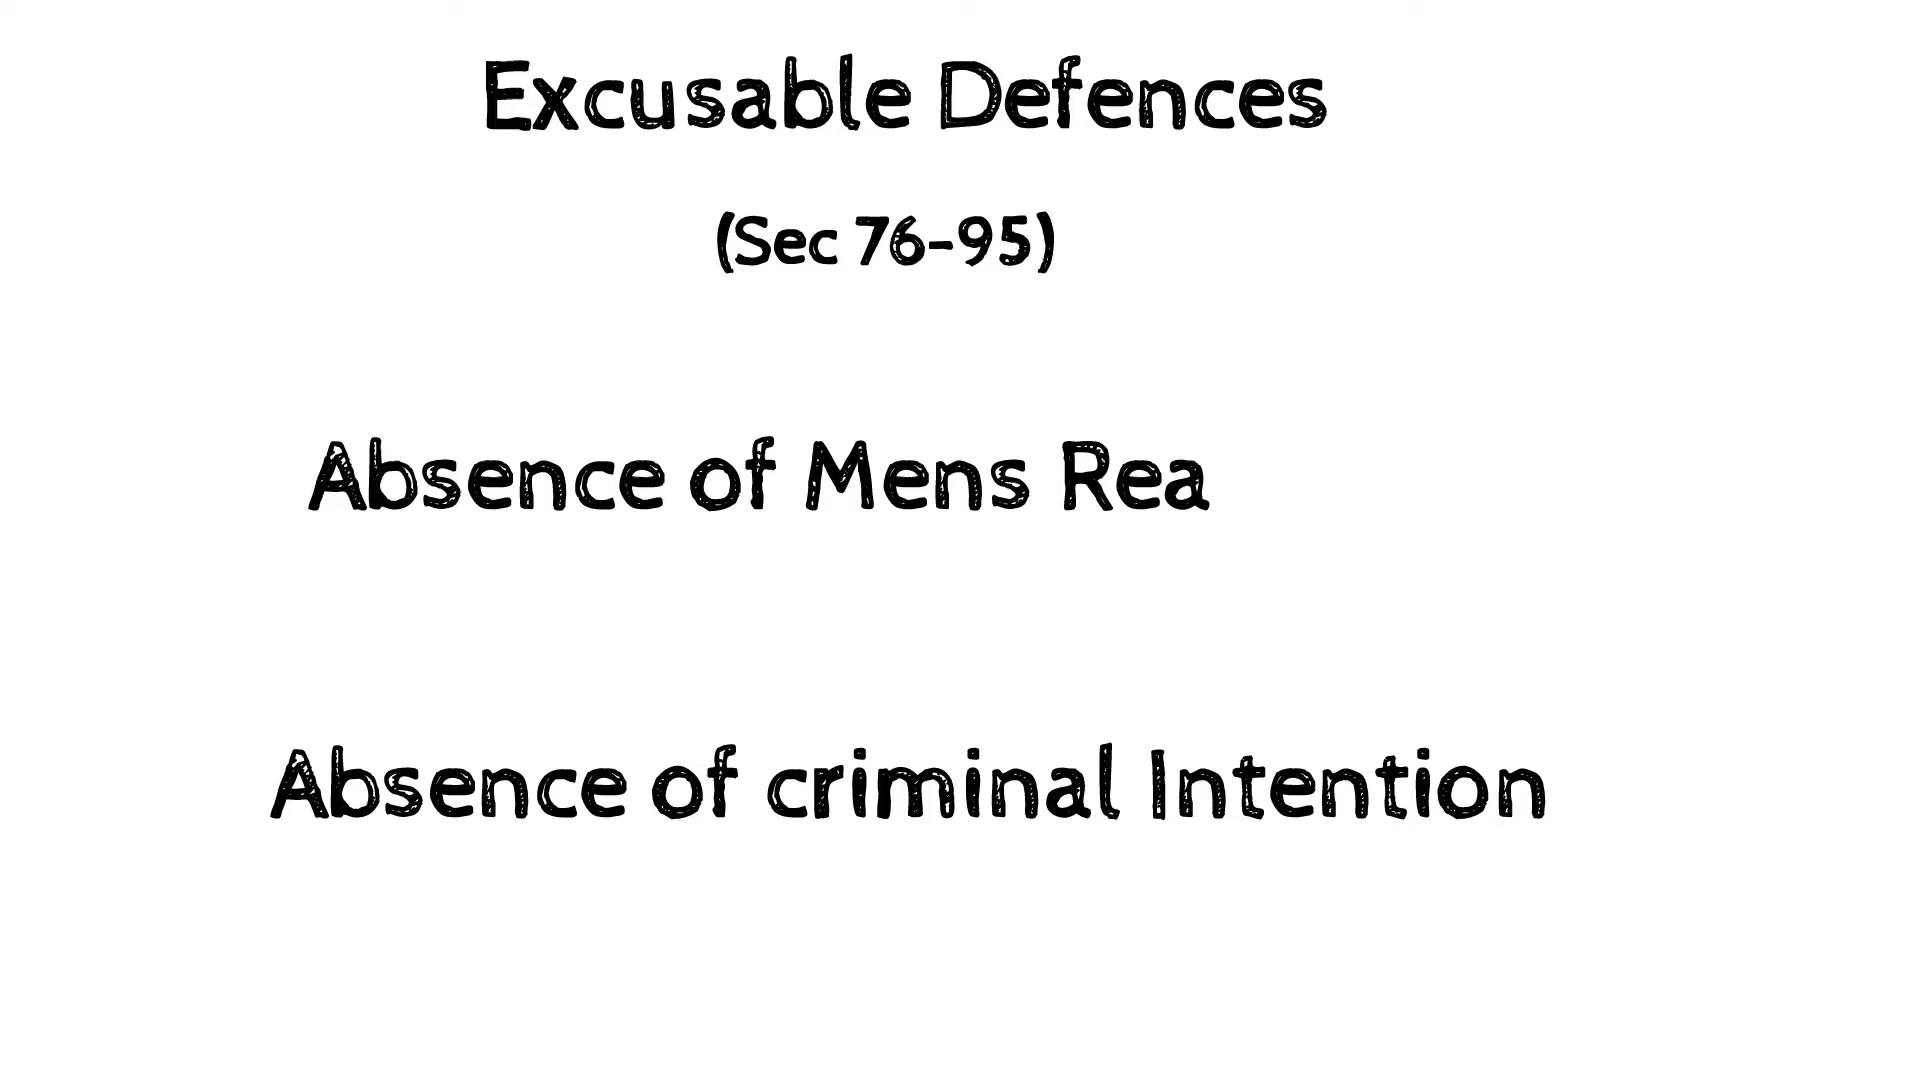 Excusable Defences
(Sec 76-95)
Absence of Mens Rea
Absence of criminal Intention